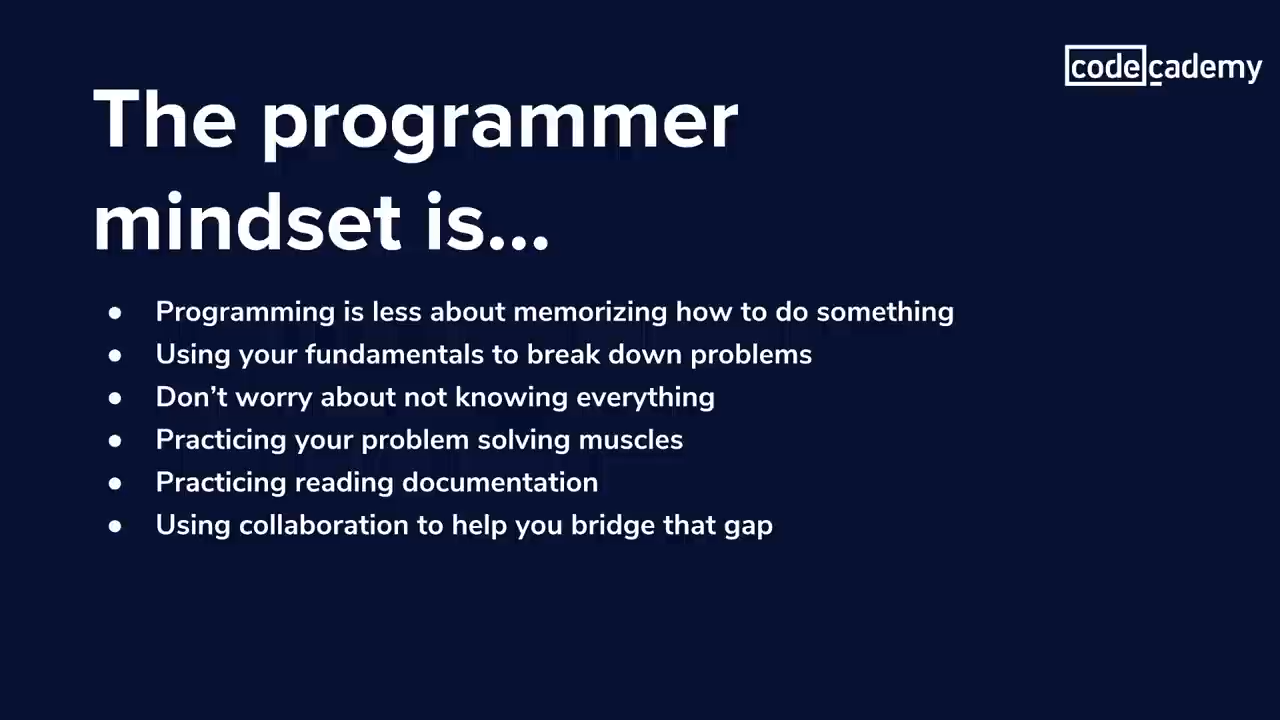 codecademy
The programmer
mindset is...
● Programming is less about memorizing how to do something
● Using your fundamentals to break down problems
● Don’t worry about not knowing everything
● Practicing your problem solving muscles
● Practicing reading documentation
● Using collaboration to help you bridge that gap